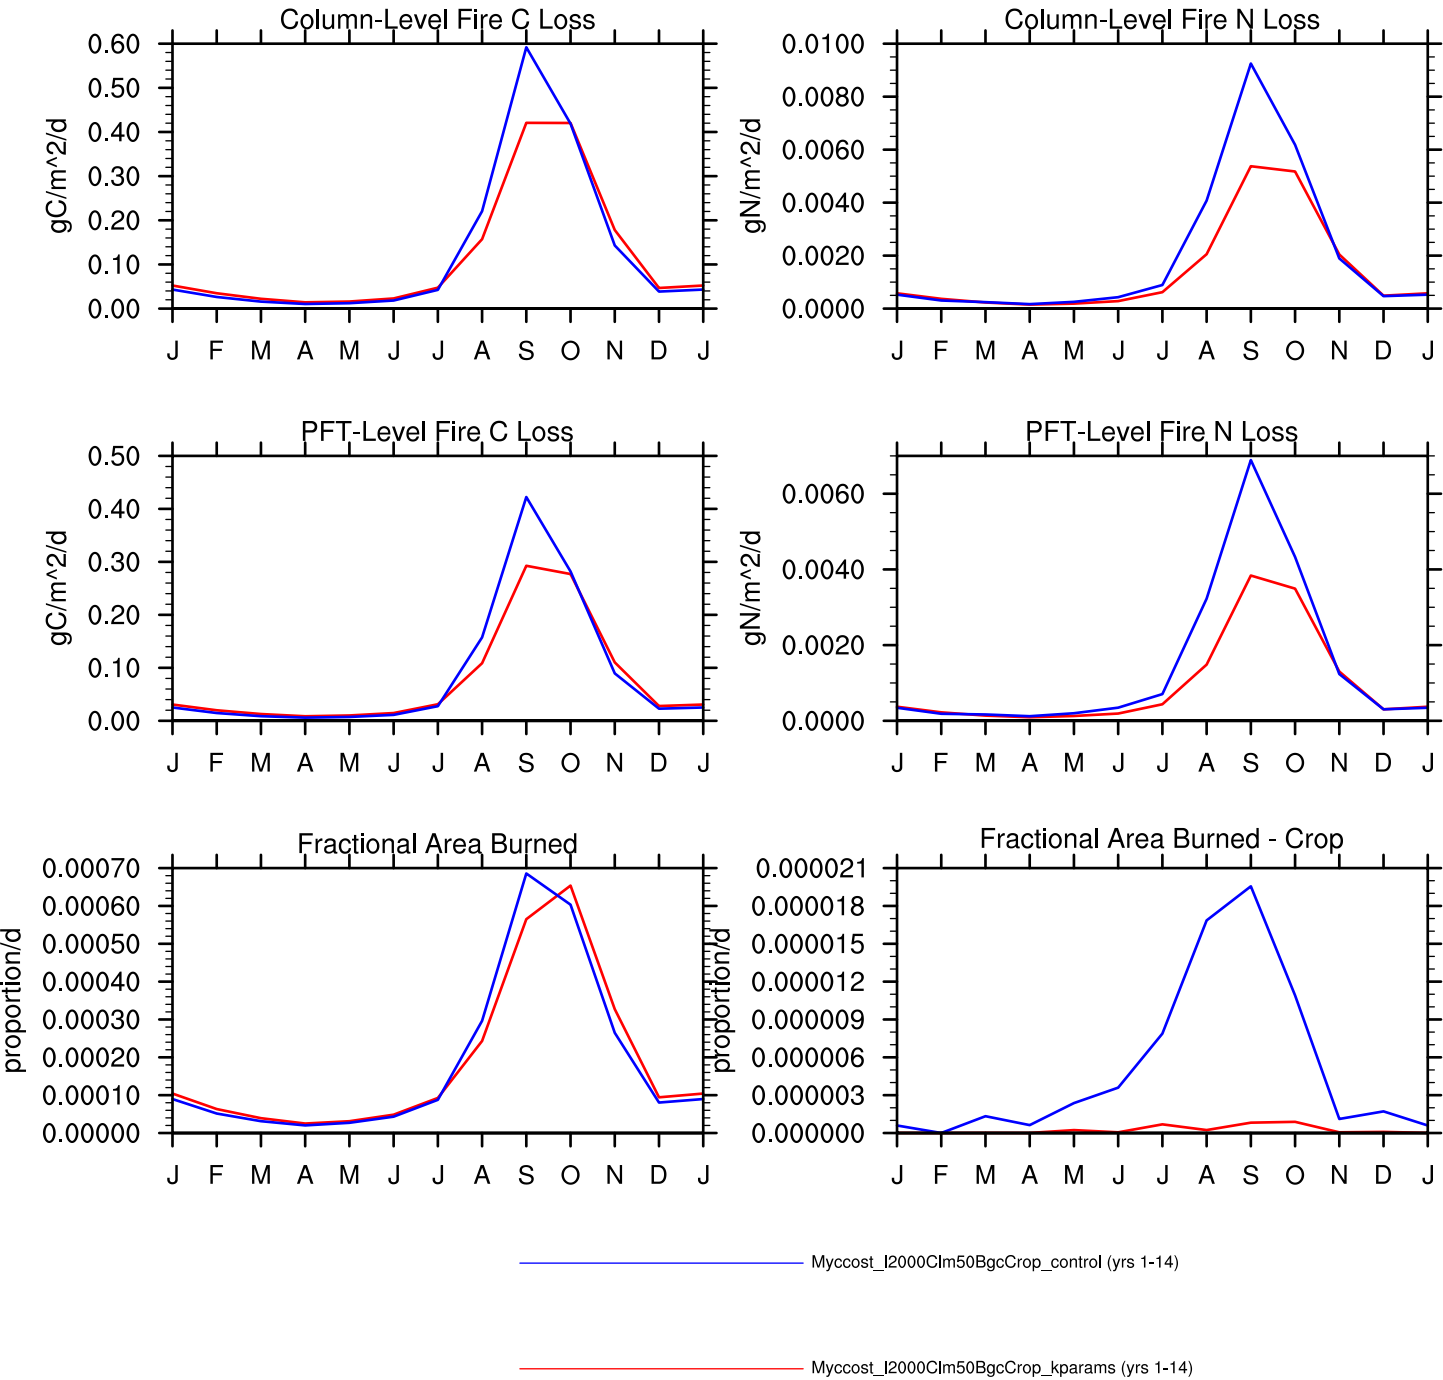 Column-Level Fire C Loss
gC/m^2/d
0.60
0.50
0.40
0.30
0.20
0.10
0.00
J F M A M J J A S O N D J
Column-Level Fire N Loss
gN/m^2/d
0.0100
0.0080
0.0060
0.0040
0.0020
0.0000
J F M A M J J A S O N D J
PFT-Level Fire C Loss
gC/m^2/d
0.50
0.40
0.30
0.20
0.10
0.00
J F M A M J J A S O N D J
PFT-Level Fire N Loss
gN/m^2/d
0.0060
0.0040
0.0020
0.0000
J F M A M J J A S O N D J
Fractional Area Burned
proportion/d
0.00070
0.00060
0.00050
0.00040
0.00030
0.00020
0.00010
0.00000
J F M A M J J A S O N D J
Fractional Area Burned - Crop
proportion/d
0.000021
0.000018
0.000015
0.000012
0.000009
0.000006
0.000003
0.000000
J F M A M J J A S O N D J
Myccost_I2000Clm50BgcCrop_control (yrs 1-14)
Myccost_I2000Clm50BgcCrop_kparams (yrs 1-14)